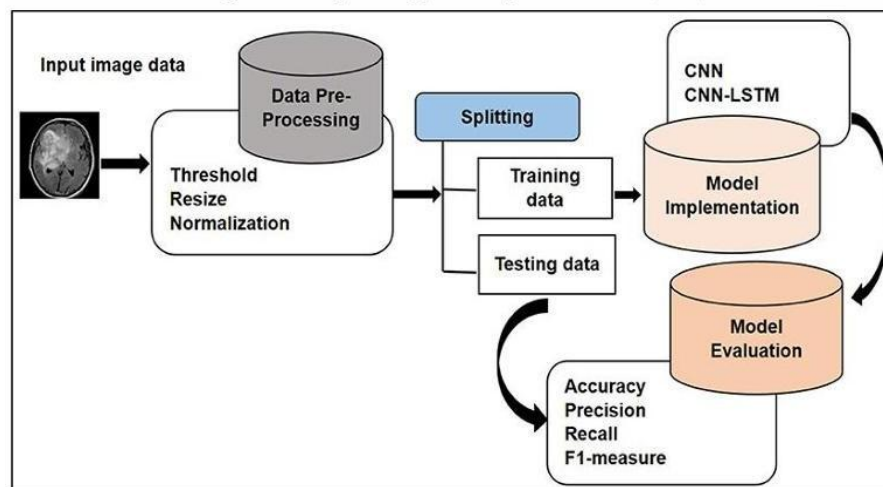 Input image data
Data Pre-
Processing
Threshold
Resize
Normalization
Splitting
Training
data
Testing data
CNN
CNN-LSTM
Model
Implementation
Model
Evaluation
Accuracy
Precision
Recall
F1-measure